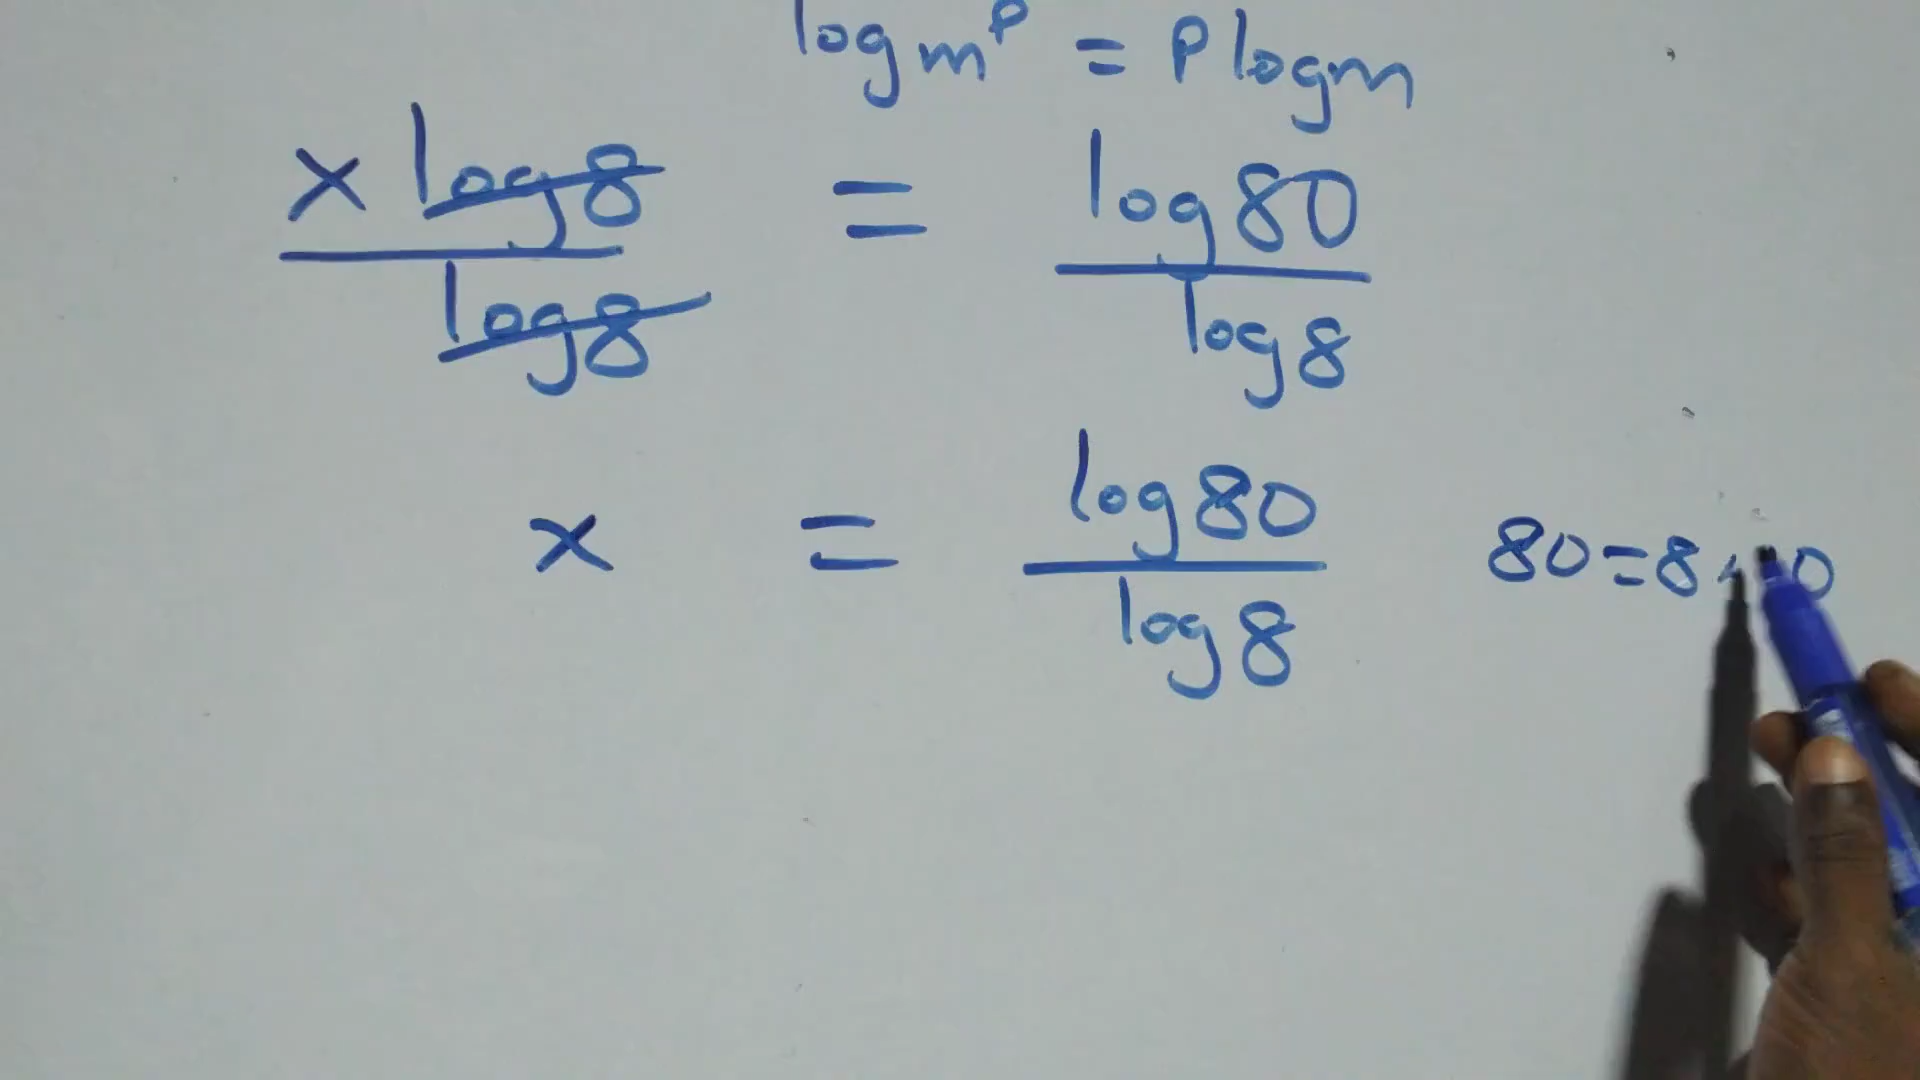 log m^p = p log m
x log 8 / log 8 = log 80 / log 8
x = log 80 / log 8
80 = 8